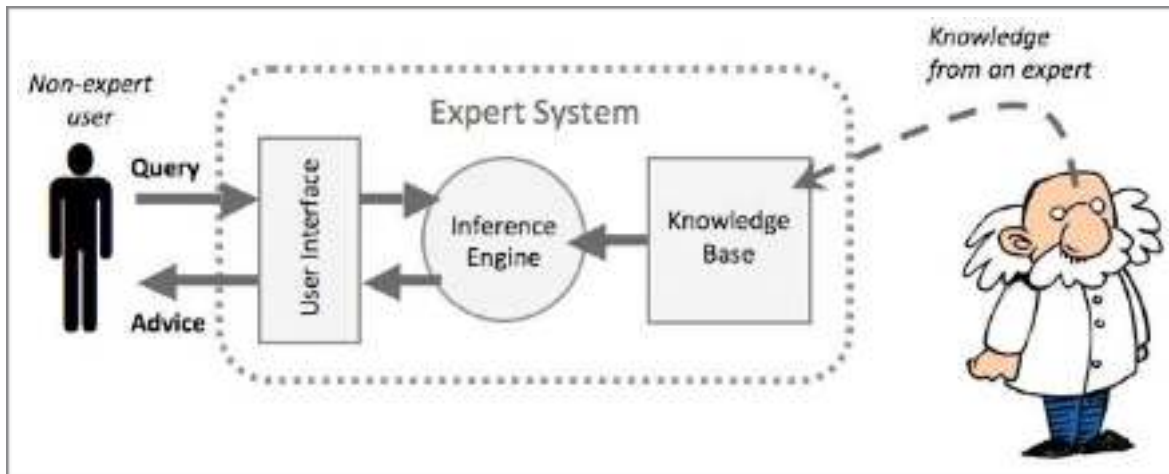 Non-expert
user
Query
Advice
Expert System
User Interface
Inference
Engine
Knowledge
Base
Knowledge
from an expert